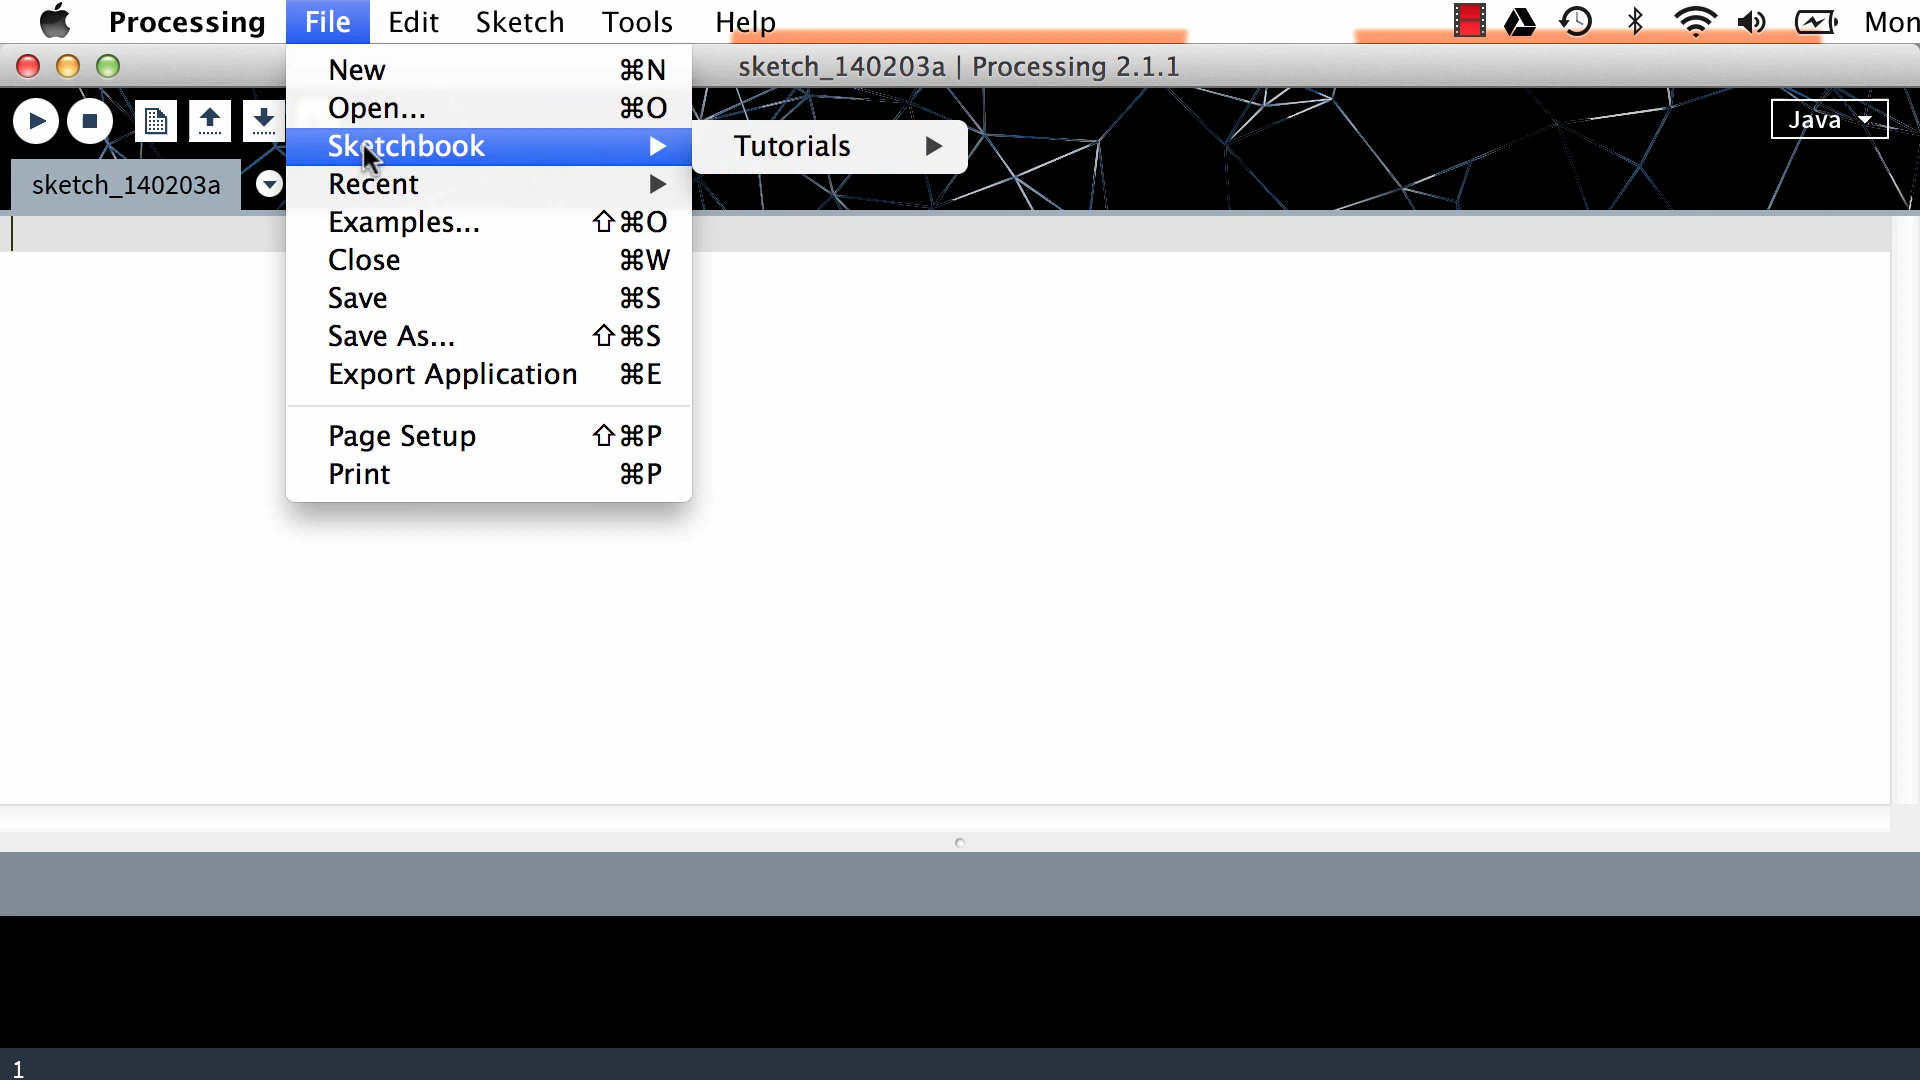 Processing File Edit Sketch Tools Help Mon
sketch_140203a | Processing 2.1.1
New ⌘N
Open... ⌘O
Java
Sketchbook Tutorials
sketch_140203a
Recent
Examples... ⇧⌘O
Close ⌘W
Save ⌘S
Save As... ⇧⌘S
Export Application ⌘E
Page Setup ⇧⌘P
Print ⌘P
1